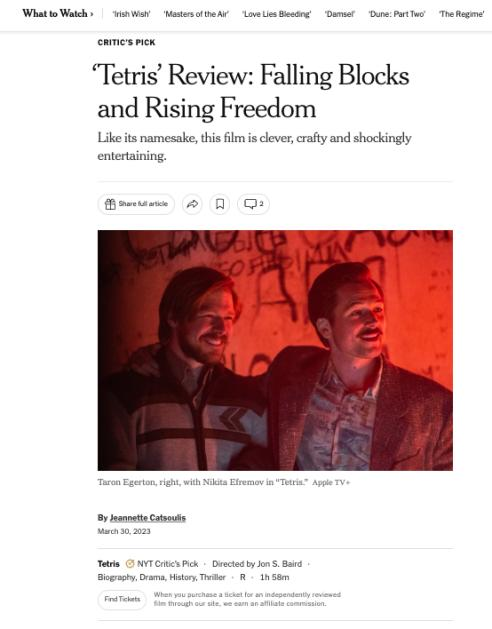 What to Watch › 'Irish Wish' 'Masters of the Air' 'Love Lies Bleeding' 'Damsel' 'Dune: Part Two' 'The Regime'
CRITIC'S PICK
'Tetris' Review: Falling Blocks
and Rising Freedom
Like its namesake, this film is clever, crafty and shockingly
entertaining.
Share full article 2
Taron Egerton, right, with Nikita Efremov in “Tetris.” Apple TV+
By Jeannette Catsoulis
March 30, 2023
Tetris NYT Critic's Pick · Directed by Jon S. Baird ·
Biography, Drama, History, Thriller · R · 1h 58m
Find Tickets When you purchase a ticket for an independently reviewed
film through our site, we earn an affiliate commission.